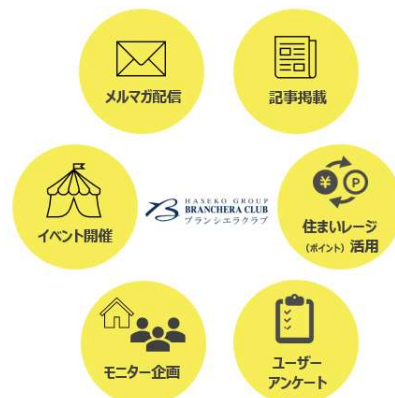 メルマガ配信
記事掲載
イベント開催
HASEKO GROUP
BRANCHERA CLUB
ブランシエラクラブ
¥ P
住まいレージ
(ポイント) 活用
モニター企画
ユーザー
アンケート